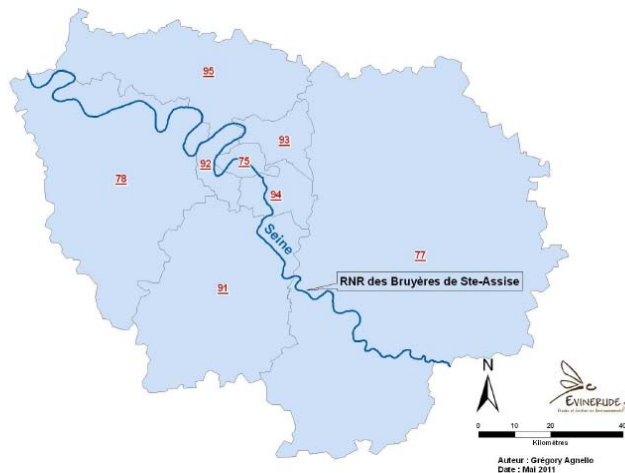 95
93
92
75
78
94
Seine
77
RNR des Bruyères de Ste-Assise
91
N
EVINERUDE
0 10 20 40
Kilomètres
Auteur : Grégory Agnello
Date : Mai 2011